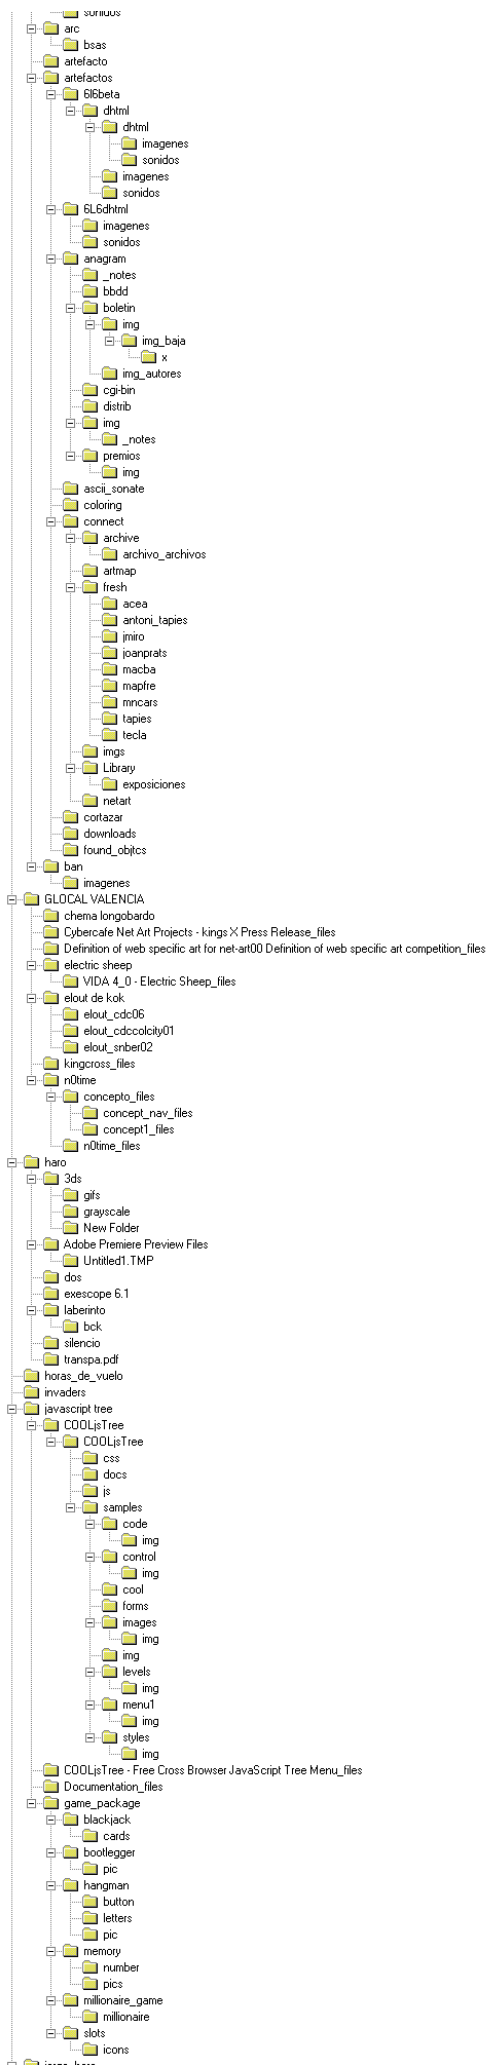 sonidos
arc
bsas
artefacto
artefactos
6l6beta
dhtml
dhtml
imagenes
sonidos
imagenes
sonidos
6L6dhtml
imagenes
sonidos
anagram
_notes
bbdd
boletin
img
img_baja
x
img_autores
cgi-bin
distrib
img
_notes
premios
img
ascii_sonate
coloring
connect
archive
archivo_archivos
artmap
fresh
acea
antoni_tapies
jmiro
joanprats
macba
mapfre
mncars
tapies
tecla
imgs
Library
exposiciones
netart
cortazar
downloads
found_objtcs
ban
imagenes
GLOCAL VALENCIA
chema longobardo
Cybercafe Net Art Projects - kings X Press Release_files
Definition of web specific art for net-art00 Definition of web specific art competition_files
electric sheep
VIDA 4_0 - Electric Sheep_files
elout de kok
elout_cdc06
elout_cdccolcity01
elout_snber02
kingcross_files
n0time
concepto_files
concept_nav_files
concept1_files
n0time_files
haro
3ds
gifs
grayscale
New Folder
Adobe Premiere Preview Files
Untitled1.TMP
dos
exescope 6.1
laberinto
bck
silencio
transpa.pdf
horas_de_vuelo
invaders
javascript tree
COOLjsTree
COOLjsTree
css
docs
js
samples
code
img
control
img
cool
forms
images
img
img
levels
img
menu1
img
styles
img
COOLjsTree - Free Cross Browser JavaScript Tree Menu_files
Documentation_files
game_package
blackjack
cards
bootlegger
pic
hangman
button
letters
pic
memory
number
pics
millionaire_game
millionaire
slots
icons